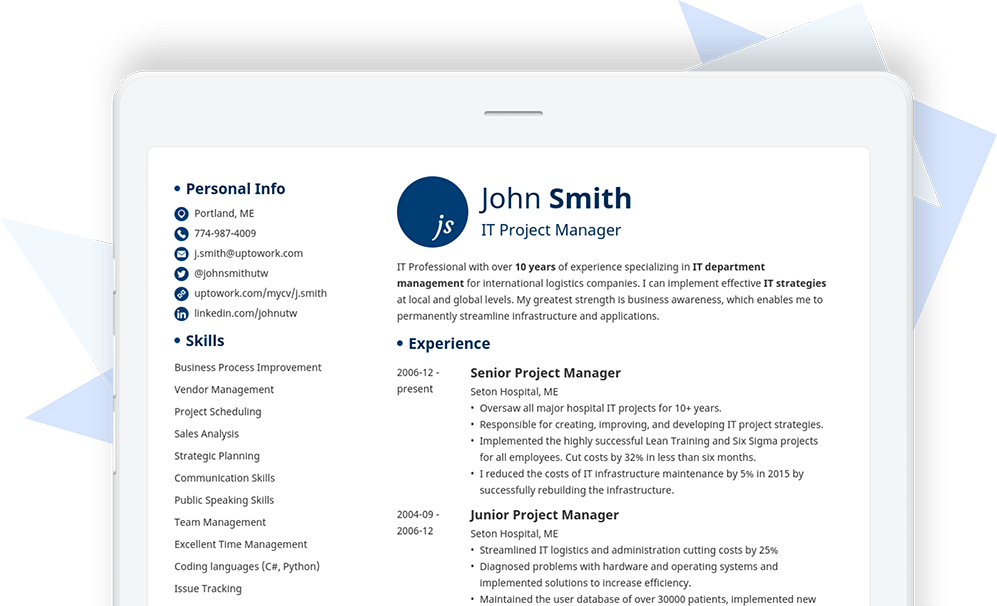 Personal Info
Portland, ME
774-987-4009
j.smith@uptowork.com
@johnsmithutw
uptowork.com/mycv/j.smith
linkedin.com/johnutw
Skills
Business Process Improvement
Vendor Management
Project Scheduling
Sales Analysis
Strategic Planning
Communication Skills
Public Speaking Skills
Team Management
Excellent Time Management
Coding languages (C#, Python)
Issue Tracking
js
John Smith
IT Project Manager
IT Professional with over 10 years of experience specializing in IT department
management for international logistics companies. I can implement effective IT strategies
at local and global levels. My greatest strength is business awareness, which enables me to
permanently streamline infrastructure and applications.
Experience
2006-12 -
present
Senior Project Manager
Seton Hospital, ME
• Oversaw all major hospital IT projects for 10+ years.
• Responsible for creating, improving, and developing IT project strategies.
• Implemented the highly successful Lean Training and Six Sigma projects
for all employees. Cut costs by 32% in less than six months.
• I reduced the costs of IT infrastructure maintenance by 5% in 2015 by
successfully rebuilding the infrastructure.
2004-09 -
2006-12
Junior Project Manager
Seton Hospital, ME
• Streamlined IT logistics and administration cutting costs by 25%
• Diagnosed problems with hardware and operating systems and
implemented solutions to increase efficiency.
• Maintained the user database of over 30000 patients, implemented new